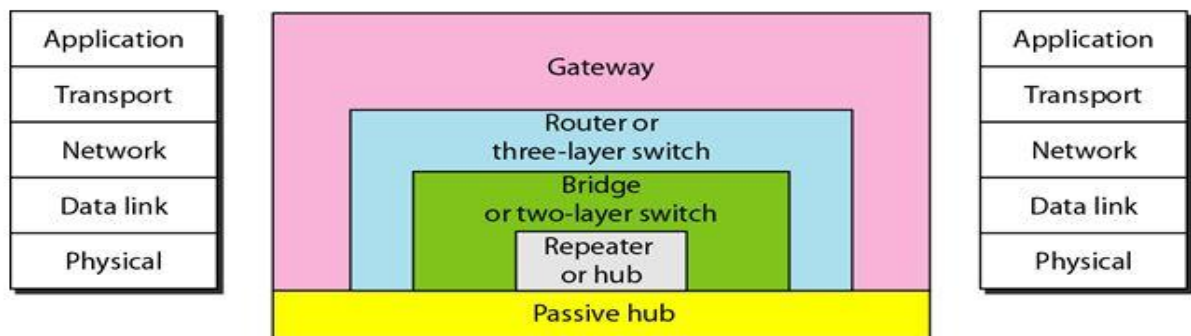 Application
Transport
Network
Data link
Physical
Gateway
Router or
three-layer switch
Bridge
or two-layer switch
Repeater
or hub
Passive hub
Application
Transport
Network
Data link
Physical